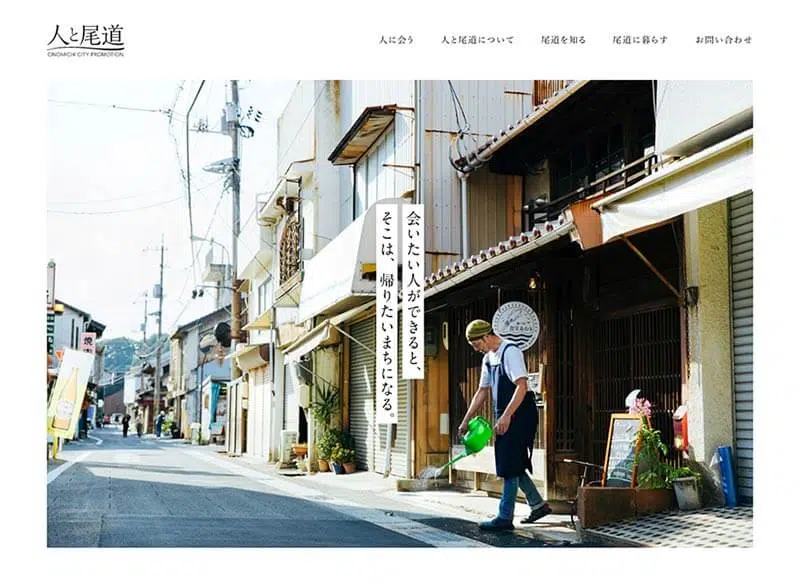 人と尾道
ONOMICHI CITY PROMOTION
人に会う
人と尾道について
尾道を知る
尾道に暮らす
お問い合わせ
会いたい人ができると、
そこは、帰りたいまちになる。
焼肉